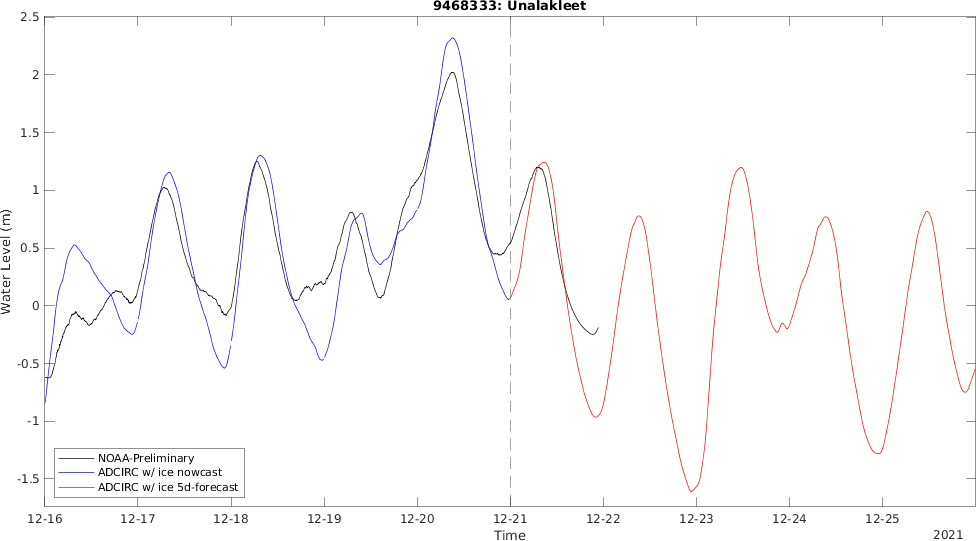 9468333: Unalakleet
2.5
2
1.5
1
0.5
0
-0.5
-1
-1.5
Water Level (m)
NOAA-Preliminary
ADCIRC w/ ice nowcast
ADCIRC w/ ice 5d-forecast
12-16 12-17 12-18 12-19 12-20 12-21 12-22 12-23 12-24 12-25
Time
2021